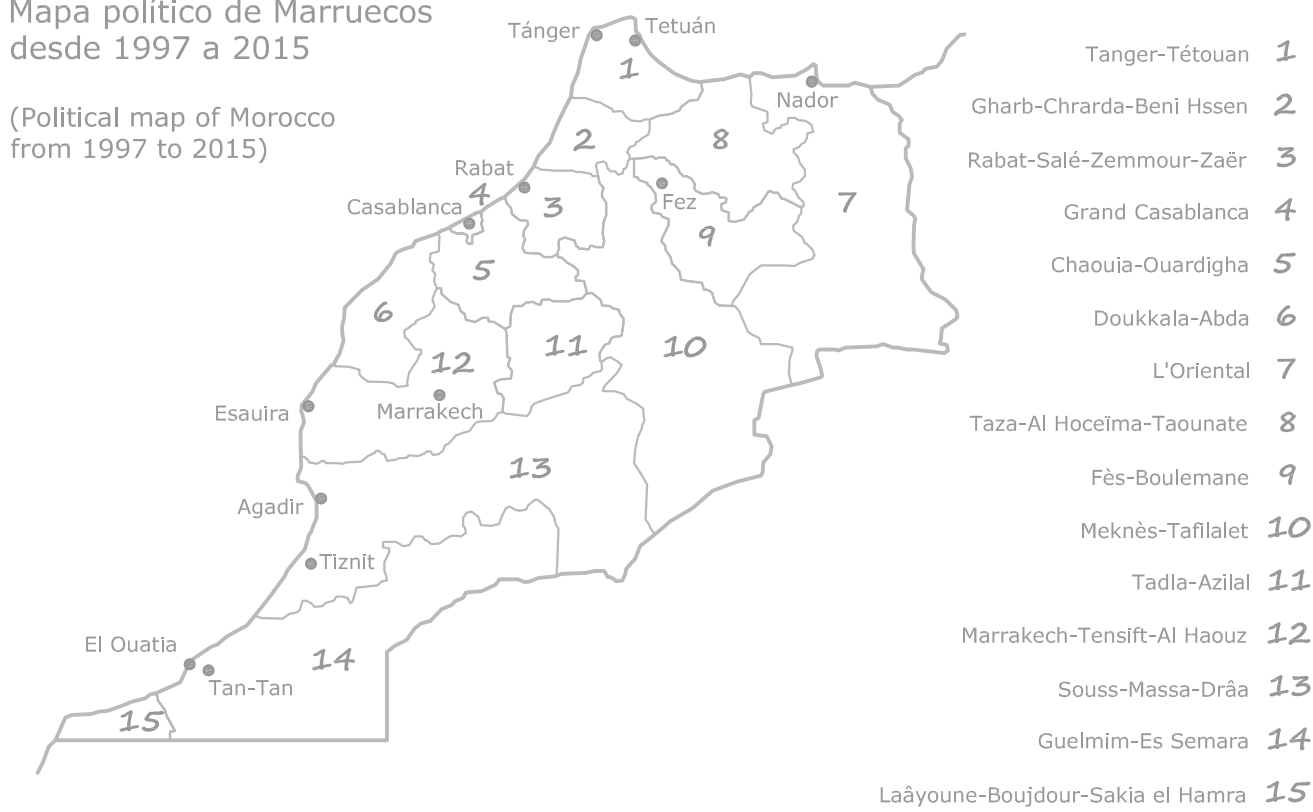 Mapa político de Marruecos
desde 1997 a 2015
(Political map of Morocco
from 1997 to 2015)
Tánger
Tetuán
1
Nador
2
8
Rabat
4
Casablanca
3
Fez
7
9
5
6
12
11
10
Esauira
Marrakech
13
Agadir
Tiznit
El Ouatia
14
Tan-Tan
15
Tanger-Tétouan 1
Gharb-Chrarda-Beni Hssen 2
Rabat-Salé-Zemmour-Zaër 3
Grand Casablanca 4
Chaouia-Ouardigha 5
Doukkala-Abda 6
L'Oriental 7
Taza-Al Hoceïma-Taounate 8
Fès-Boulemane 9
Meknès-Tafilalet 10
Tadla-Azilal 11
Marrakech-Tensift-Al Haouz 12
Souss-Massa-Drâa 13
Guelmim-Es Semara 14
Laâyoune-Boujdour-Sakia el Hamra 15